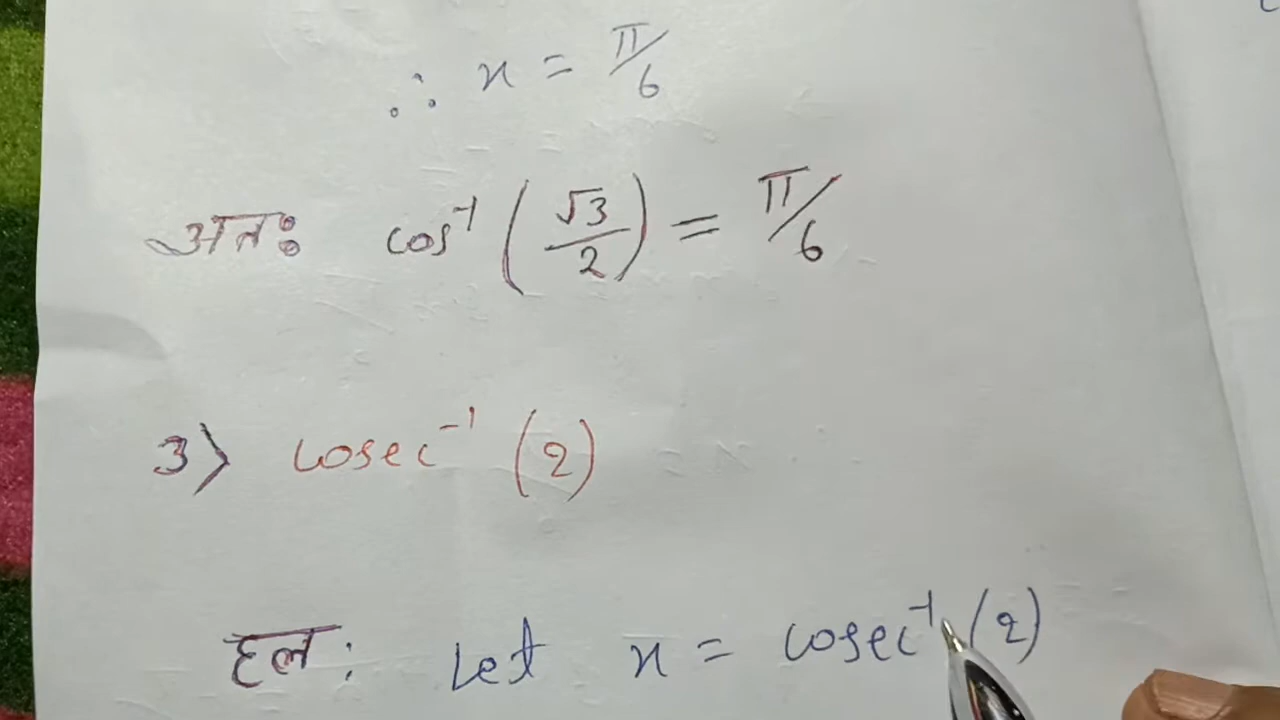 ∴ x = π/6
अतः cos⁻¹ (√3/2) = π/6
3> cosec⁻¹ (2)
हल: Let x = cosec⁻¹ (2)